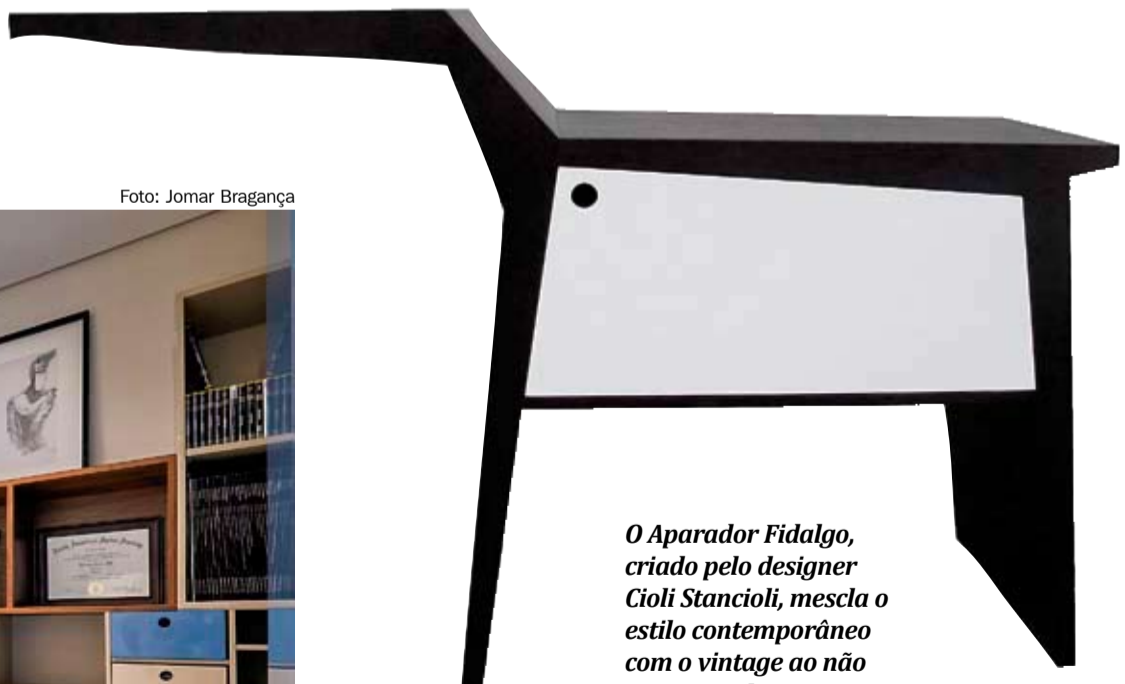 Foto: Jomar Bragança
O Aparador Fidalgo,
criado pelo designer
Cioli Stancioli, mescla o
estilo contemporâneo
com o vintage ao não